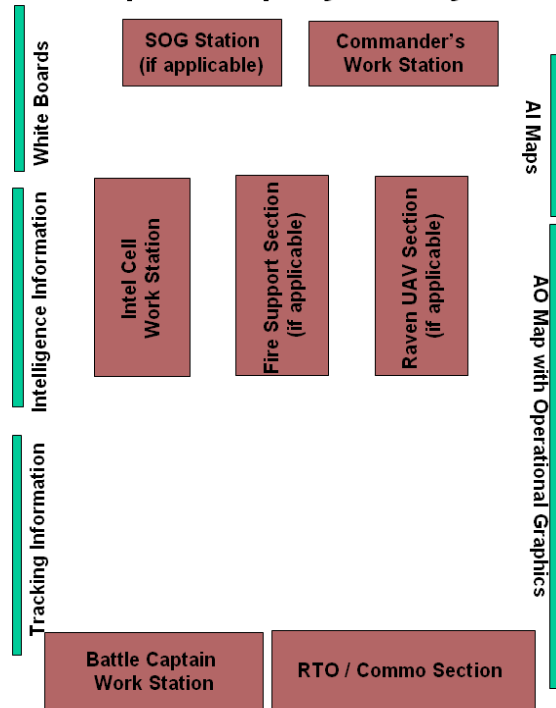 SOG Station
(if applicable)
Commander's
Work Station
White Boards
AI Maps
Intelligence Information
Intel Cell
Work Station
Fire Support Section
(if applicable)
Raven UAV Section
(if applicable)
AO Map with Operational Graphics
Tracking Information
Battle Captain
Work Station
RTO / Commo Section